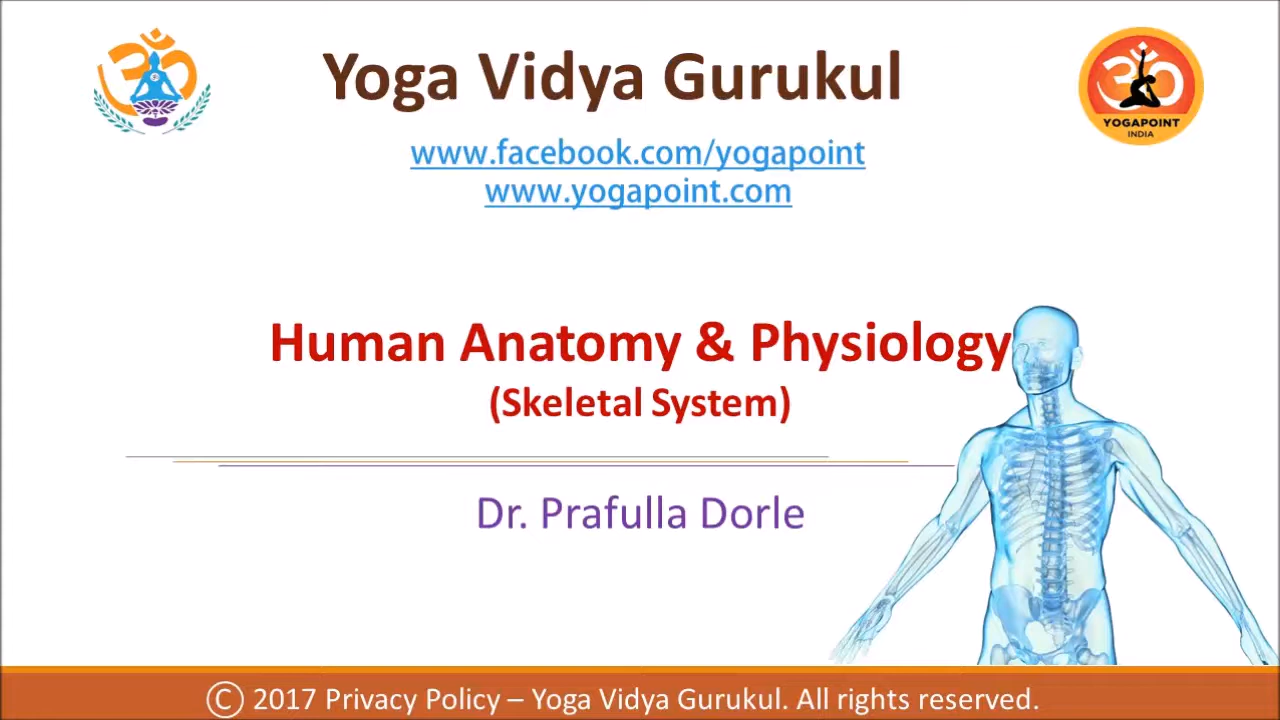 Yoga Vidya Gurukul
YOGAPOINT
INDIA
www.facebook.com/yogapoint
www.yogapoint.com
Human Anatomy & Physiology
(Skeletal System)
Dr. Prafulla Dorle
© 2017 Privacy Policy – Yoga Vidya Gurukul. All rights reserved.